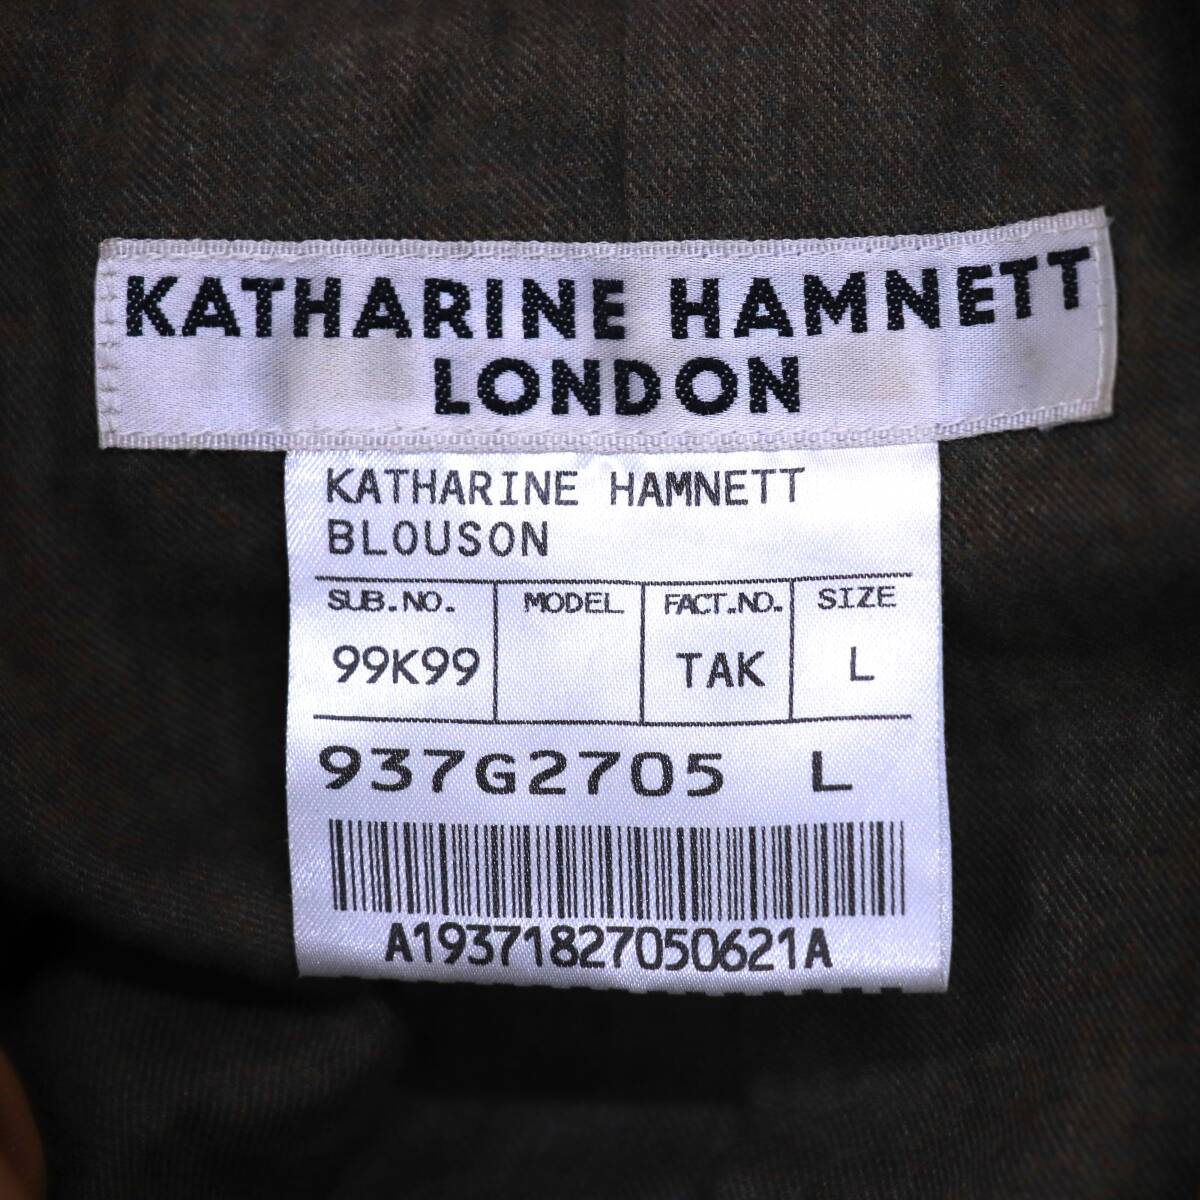 KATHARINE HAMNETT
LONDON
KATHARINE HAMNETT
BLOUSON
SUB.NO. MODEL FACT.NO. SIZE
99K99 TAK L
937G2705 L
A19371827050621A